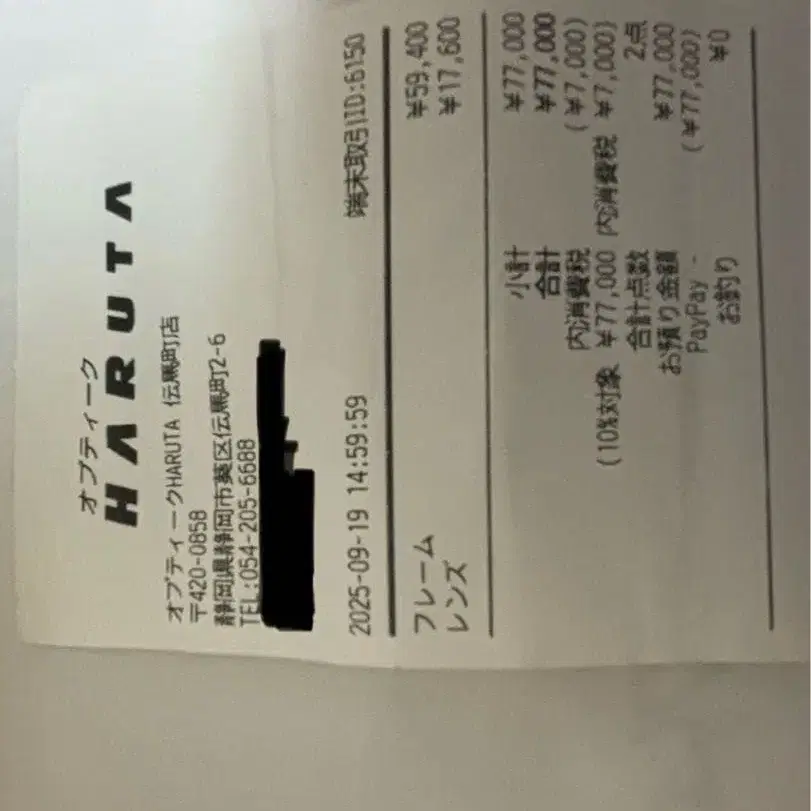 オプティーク
HARUTA
オプティークHARUTA 伝馬町店
〒420-0858
静岡県静岡市葵区伝馬町2-6
TEL:054-205-6688
2025-09-19 14:59:59 端末取引ID:6150
フレーム ¥59,400
レンズ ¥17,600
小計 ¥77,000
合計 ¥77,000
内消費税 (¥7,000)
(10%対象 ¥77,000 内消費税 ¥7,000)
合計点数 2点
お預り金額 ¥77,000
PayPay - (¥77,000)
お釣り ¥0